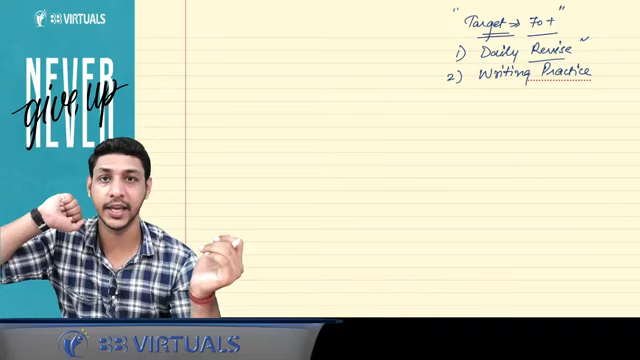 BB VIRTUALS
NEVER
give up
NEVER
" Target ⇒ 70+ "
1) Daily Revise ~
2) Writing Practice
BB VIRTUALS